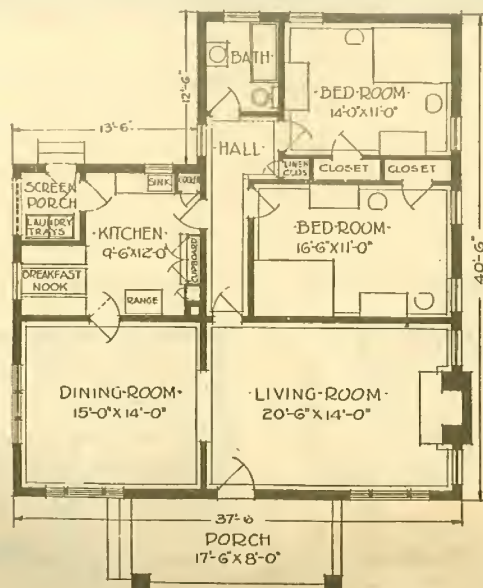 BATH
BED-ROOM
14'-0"X11'-0"
12'-6"
13'-6"
HALL
LINEN
CLOS
CLOSET
CLOSET
SCREEN
PORCH
LAUNDRY
TRAYS
SINK
COOLER
KITCHEN
9'-6"X12'-0"
CUPBOARD
BED-ROOM
16'-6"X11'-0"
40'-6"
BREAKFAST
NOOK
RANGE
DINING-ROOM
15'-0"X14'-0"
LIVING-ROOM
20'-6"X14'-0"
37'-6
PORCH
17'-6"X8'-0"